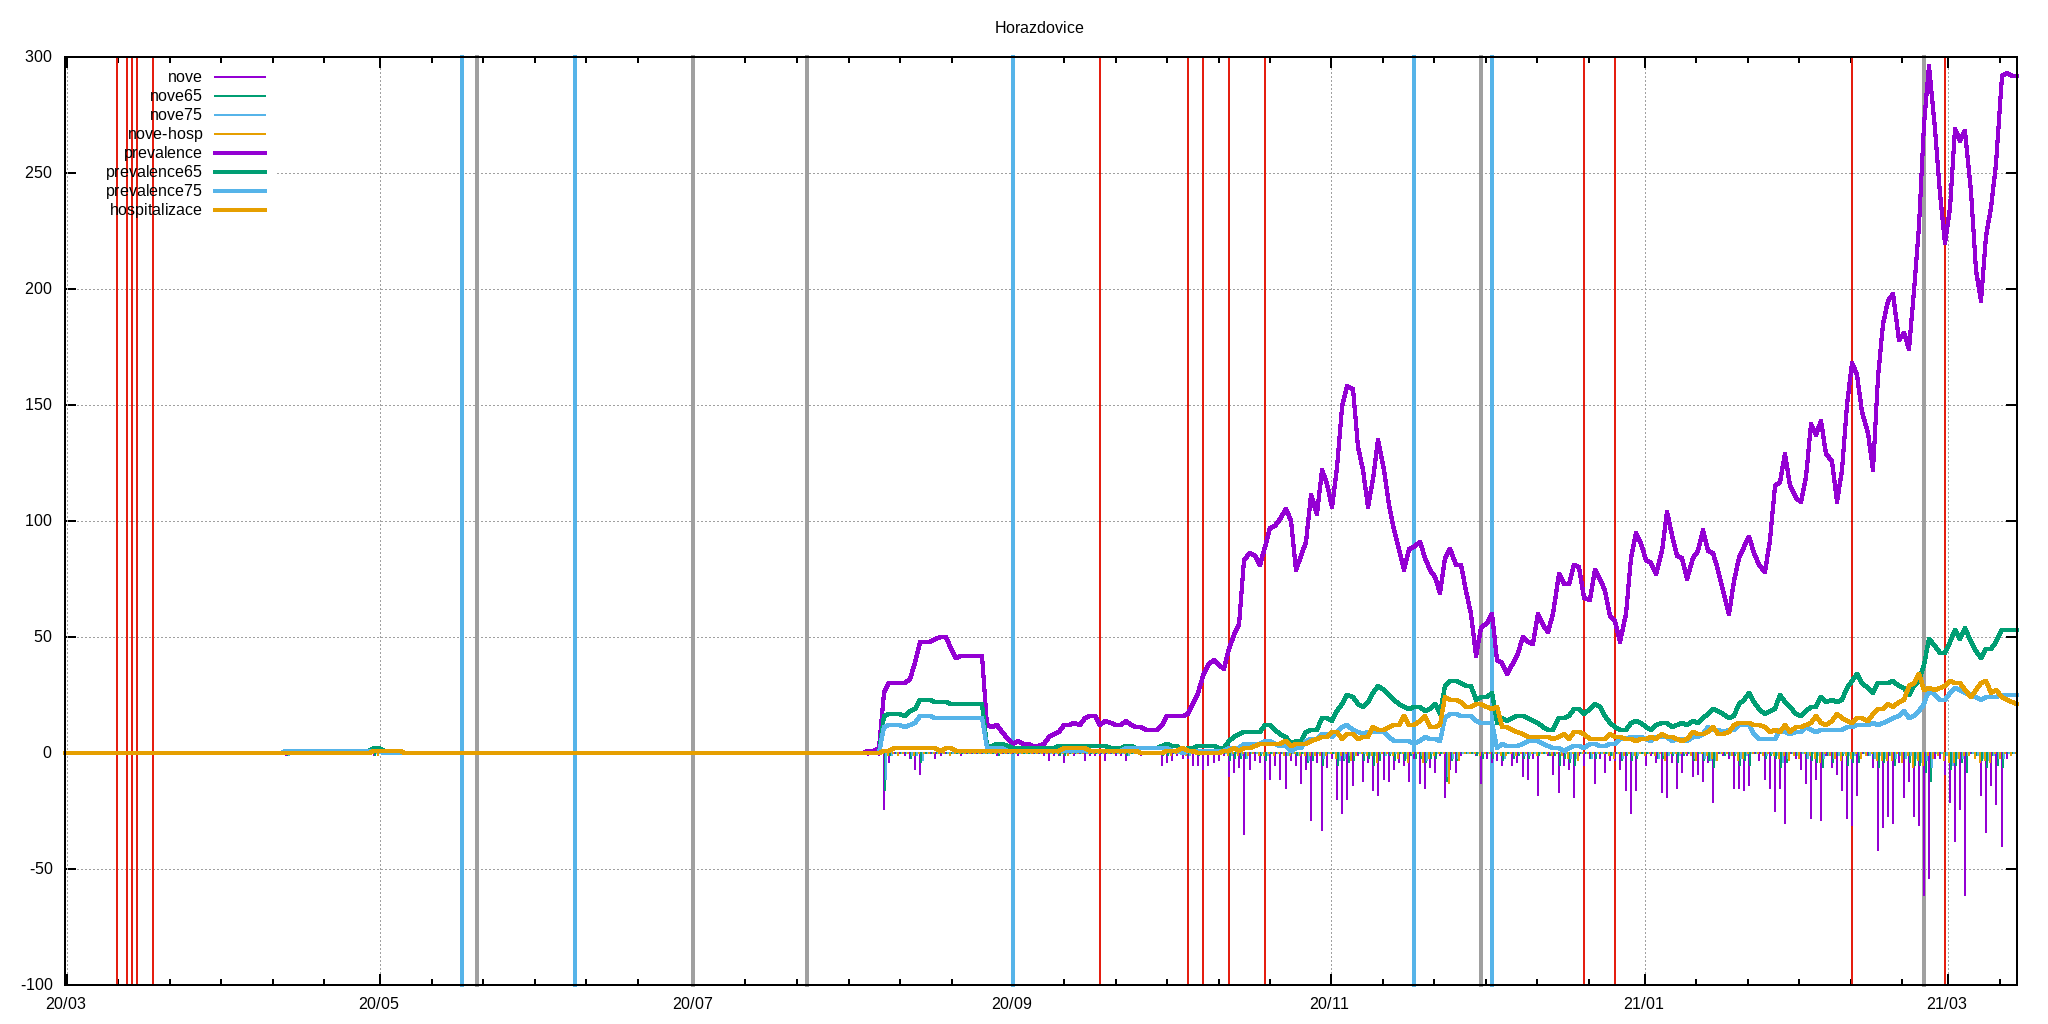 Horazdovice
300
250
200
150
100
50
0
-50
-100
nove
nove65
nove75
nove-hosp
prevalence
prevalence65
prevalence75
hospitalizace
20/03 20/05 20/07 20/09 20/11 21/01 21/03